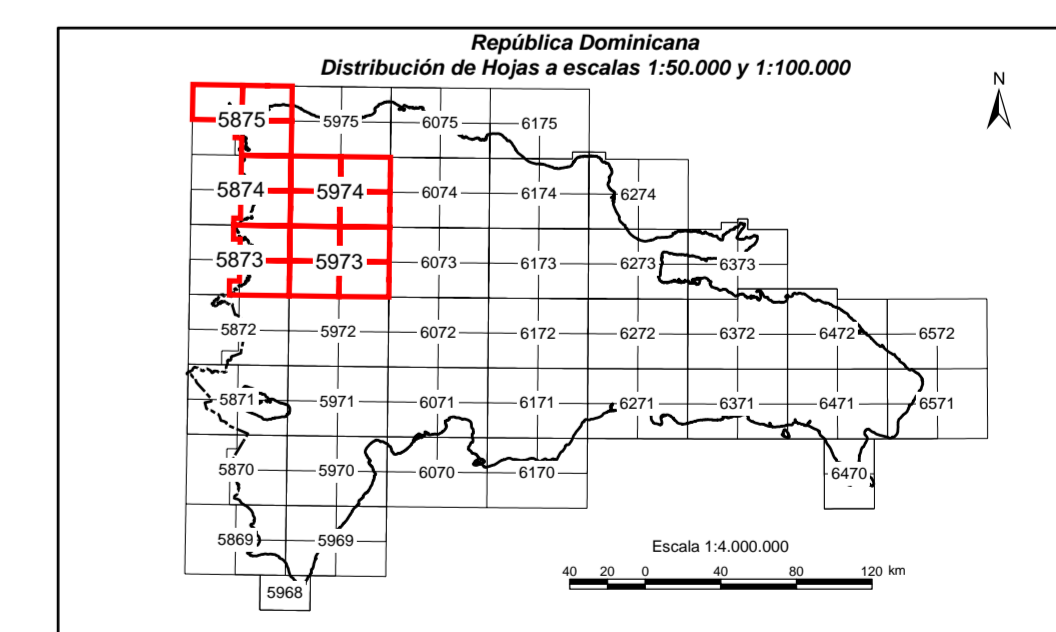 República Dominicana
Distribución de Hojas a escalas 1:50.000 y 1:100.000
N
5875 5975 6075 6175
5874 5974 6074 6174 6274
5873 5973 6073 6173 6273 6373
5872 5972 6072 6172 6272 6372 6472 6572
5871 5971 6071 6171 6271 6371 6471 6571
5870 5970 6070 6170 6470
5869 5969
5968
Escala 1:4.000.000
40 20 0 40 80 120 km